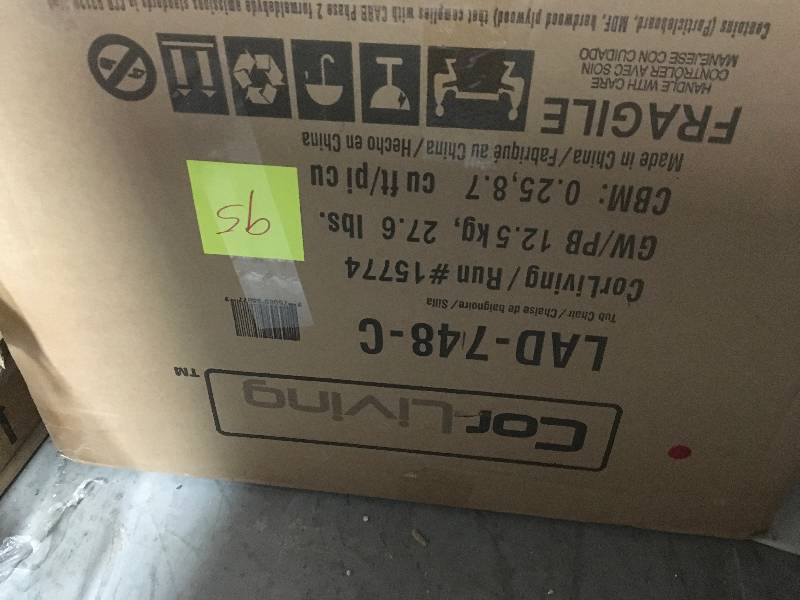 CorLiving
TM
LAD-748-C
Tub Chair / Chaise de baignoire / Silla
CorLiving / Run #15774
GW/PB 12.5 kg, 27.6 lbs.
CBM: 0.25,8.7 cu ft/pi cu
95
Made in China / Fabriqué au China / Hecho en China
FRAGILE
HANDLE WITH CARE
CONTRÔLER AVEC SOIN
MANEJESE CON CUIDADO
Contains (Particleboard, MDF, hardwood plywood) that complies with CARB Phase 2 formaldehyde emissions standards